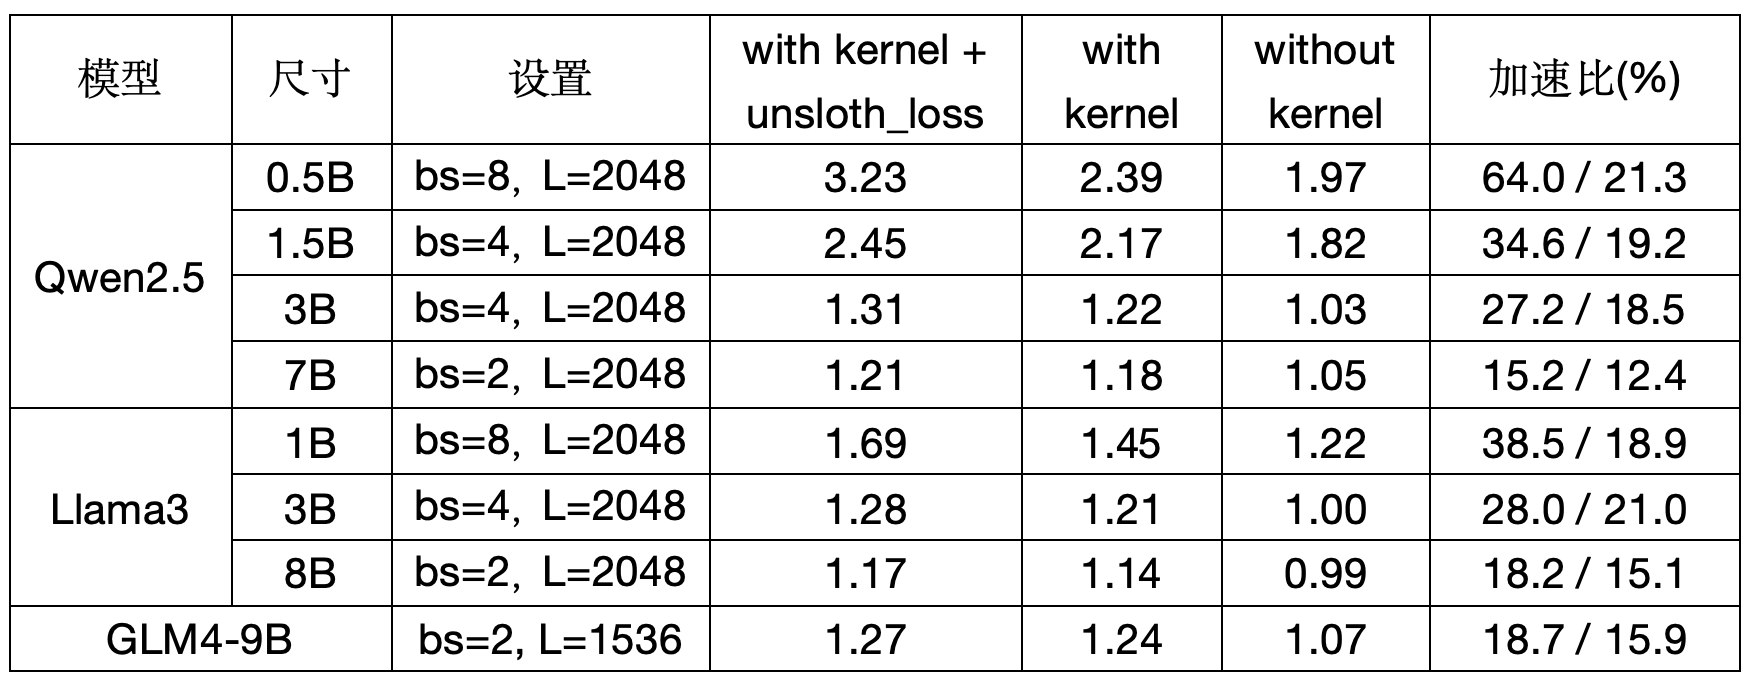 模型 尺寸 设置 with kernel + unsloth_loss with kernel without kernel 加速比(%)
Qwen2.5 0.5B bs=8, L=2048 3.23 2.39 1.97 64.0 / 21.3
1.5B bs=4, L=2048 2.45 2.17 1.82 34.6 / 19.2
3B bs=4, L=2048 1.31 1.22 1.03 27.2 / 18.5
7B bs=2, L=2048 1.21 1.18 1.05 15.2 / 12.4
Llama3 1B bs=8, L=2048 1.69 1.45 1.22 38.5 / 18.9
3B bs=4, L=2048 1.28 1.21 1.00 28.0 / 21.0
8B bs=2, L=2048 1.17 1.14 0.99 18.2 / 15.1
GLM4-9B bs=2, L=1536 1.27 1.24 1.07 18.7 / 15.9